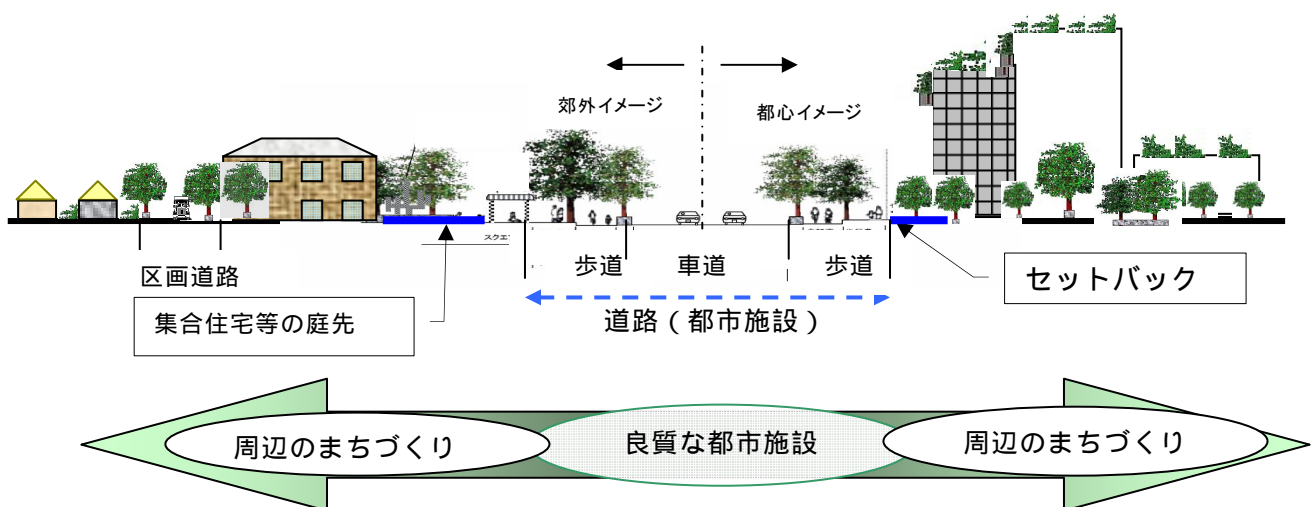 郊外イメージ
都心イメージ
区画道路
歩道
車道
歩道
セットバック
集合住宅等の庭先
道路(都市施設)
周辺のまちづくり
良質な都市施設
周辺のまちづくり